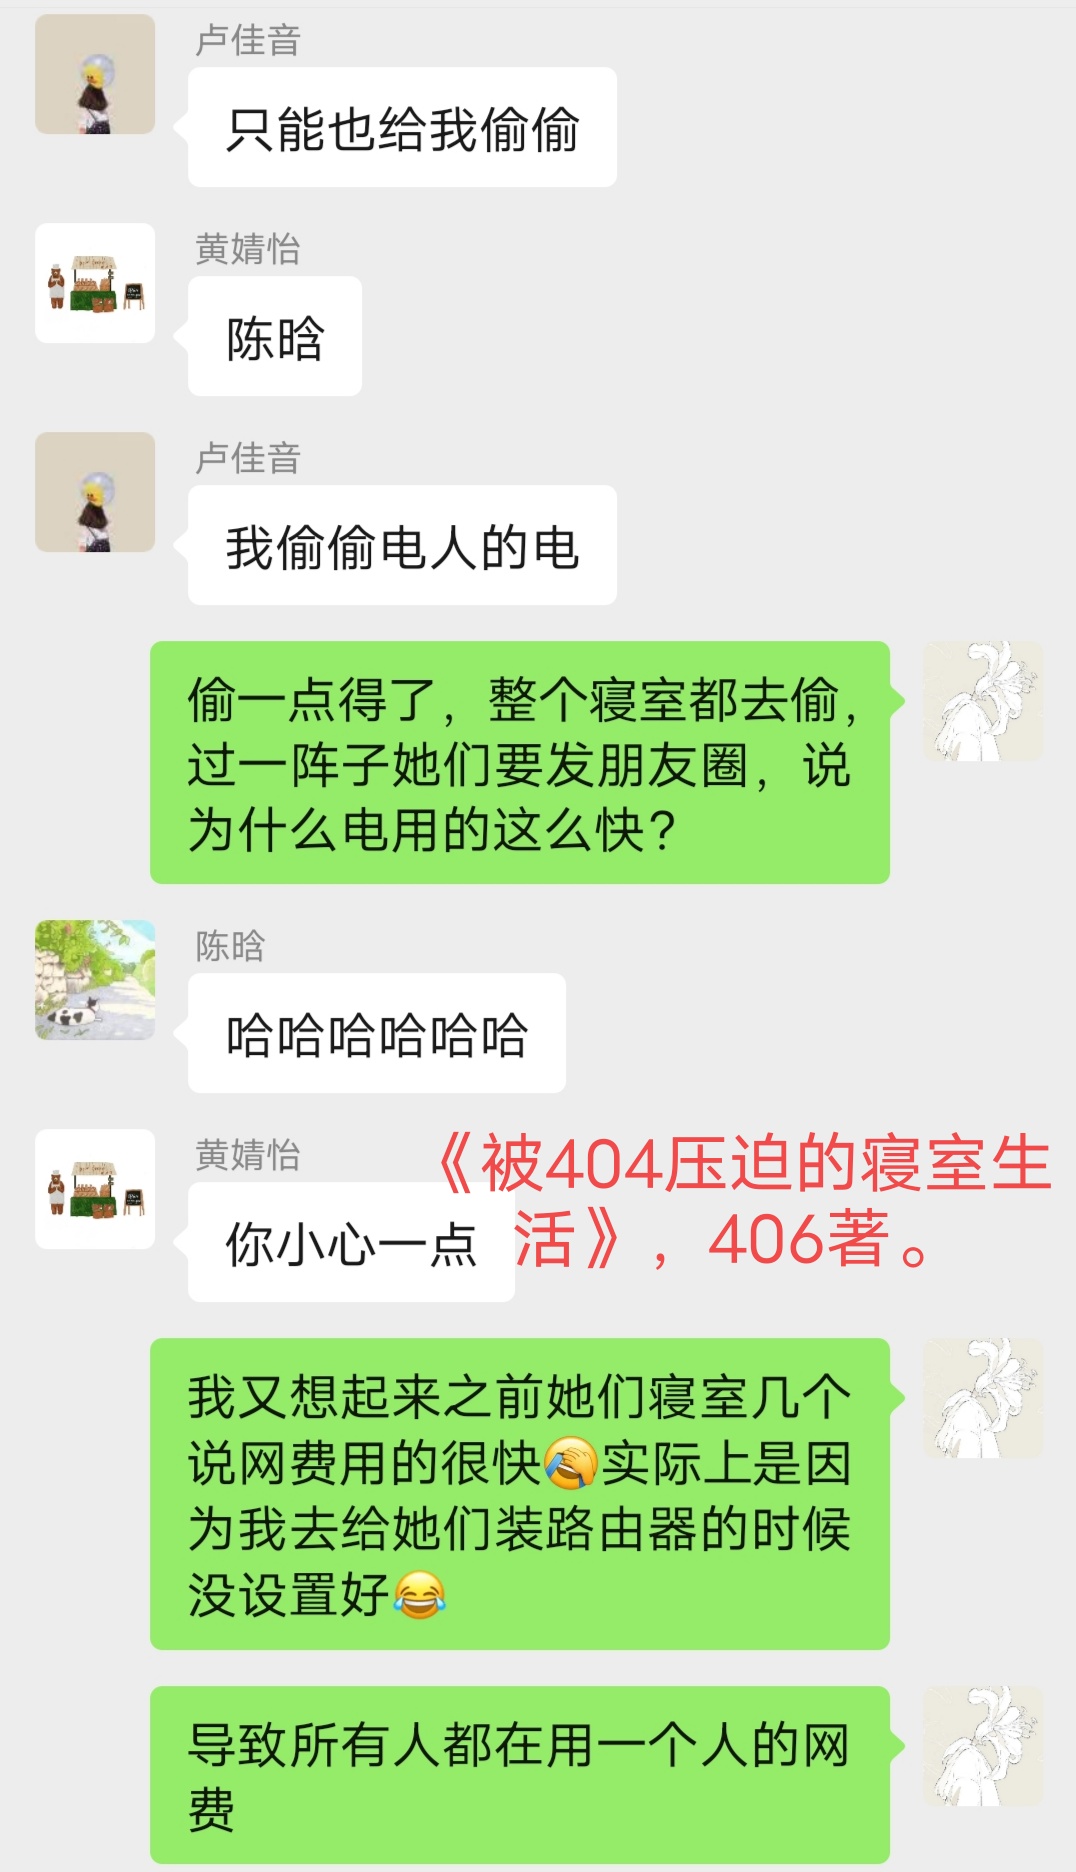 卢佳音
只能也给我偷偷
黄婧怡
陈晗
卢佳音
我偷偷电人的电
偷一点得了，整个寝室都去偷，
过一阵子她们要发朋友圈，说
为什么电用的这么快？
陈晗
哈哈哈哈哈哈
黄婧怡
《被404压迫的寝室生
你小心一点
活》，406著。
我又想起来之前她们寝室几个
说网费用的很快🤦实际上是因
为我去给她们装路由器的时候
没设置好😂
导致所有人都在用一个人的网
费